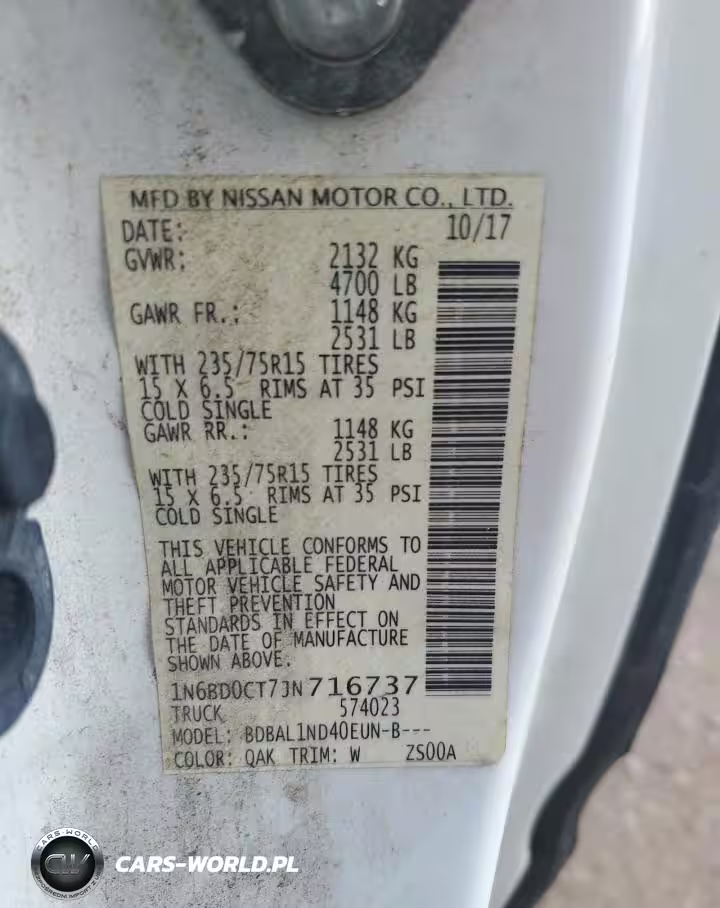 MFD BY NISSAN MOTOR CO., LTD.
DATE: 10/17
GVWR: 2132 KG
4700 LB
GAWR FR.: 1148 KG
2531 LB
WITH 235/75R15 TIRES
15 X 6.5 RIMS AT 35 PSI
COLD SINGLE
GAWR RR.: 1148 KG
2531 LB
WITH 235/75R15 TIRES
15 X 6.5 RIMS AT 35 PSI
COLD SINGLE
THIS VEHICLE CONFORMS TO
ALL APPLICABLE FEDERAL
MOTOR VEHICLE SAFETY AND
THEFT PREVENTION
STANDARDS IN EFFECT ON
THE DATE OF MANUFACTURE
SHOWN ABOVE.
1N6BD0CT7JN716737
TRUCK 574023
MODEL: BDBAL1ND40EUN-B---
COLOR: QAK TRIM: W ZS00A
CARS-WORLD
CW
CARS-WORLD.PL